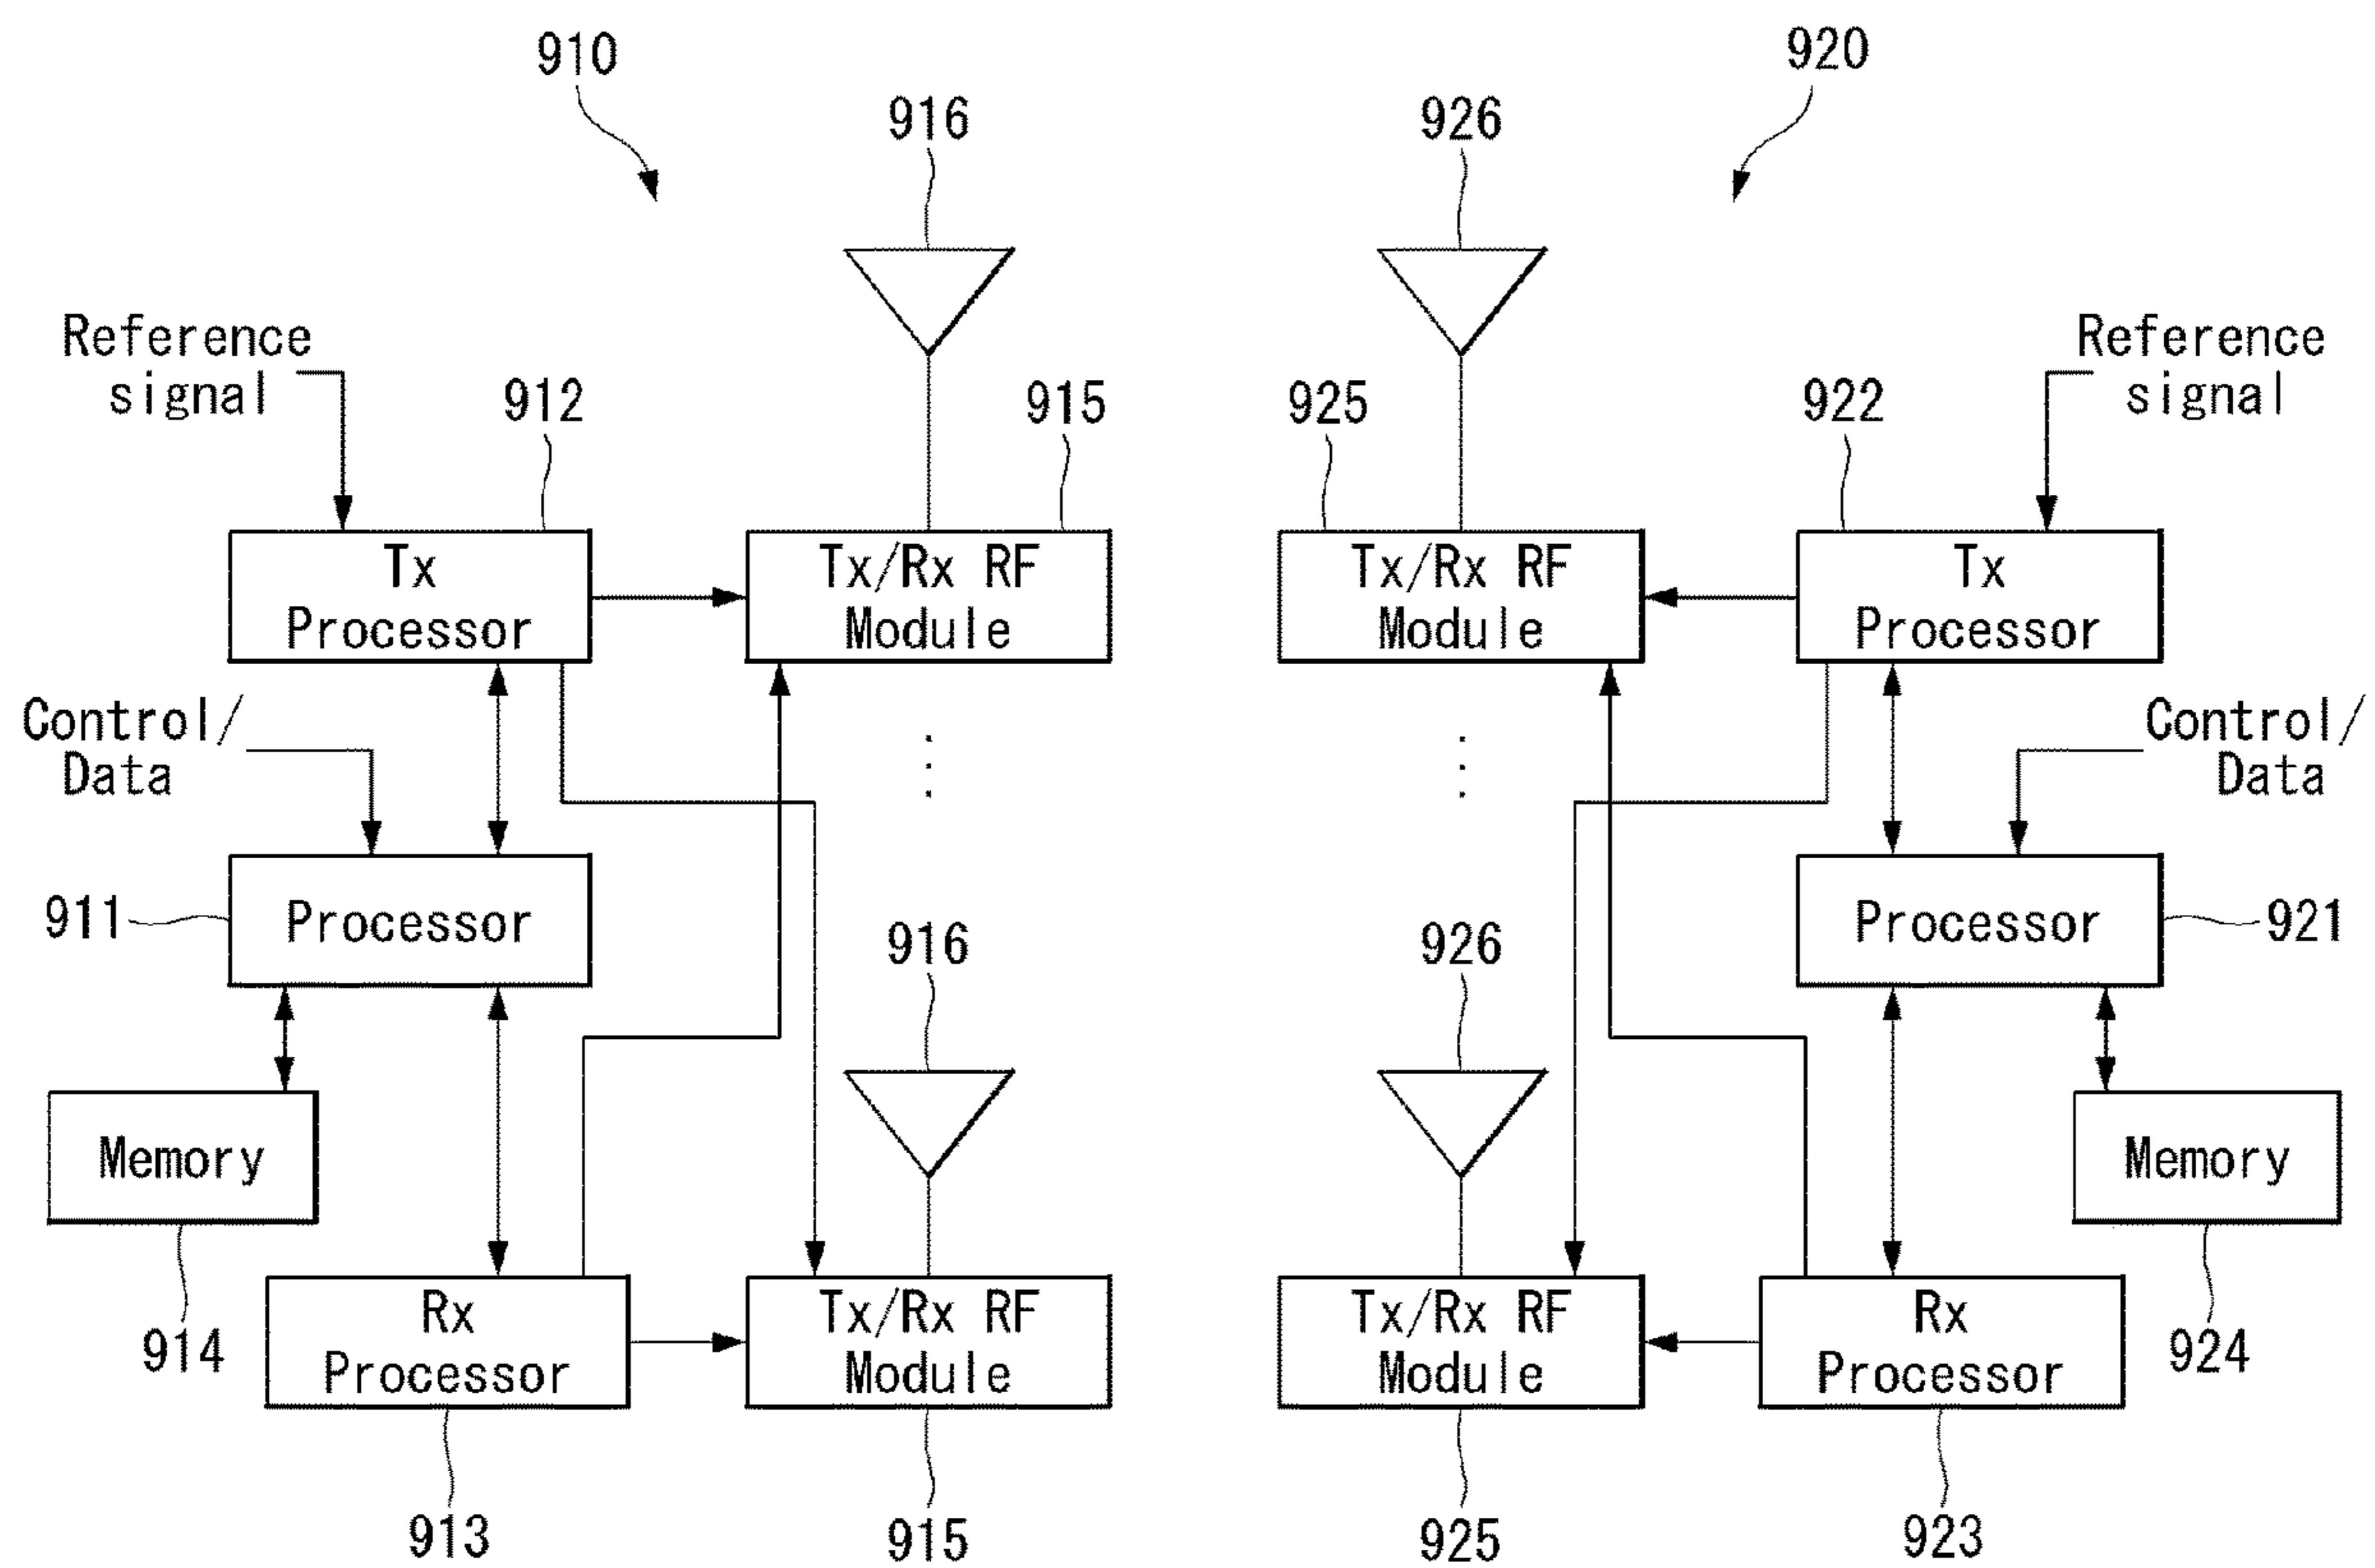 910
920
916
926
Reference
signal
912
915
925
922
Reference
signal
Tx
Processor
Tx/Rx RF
Module
Tx/Rx RF
Module
Tx
Processor
Control/
Data
Control/
Data
911
Processor
916
926
Processor
921
Memory
Memory
914
Rx
Processor
Tx/Rx RF
Module
Tx/Rx RF
Module
Rx
Processor
924
913
915
925
923